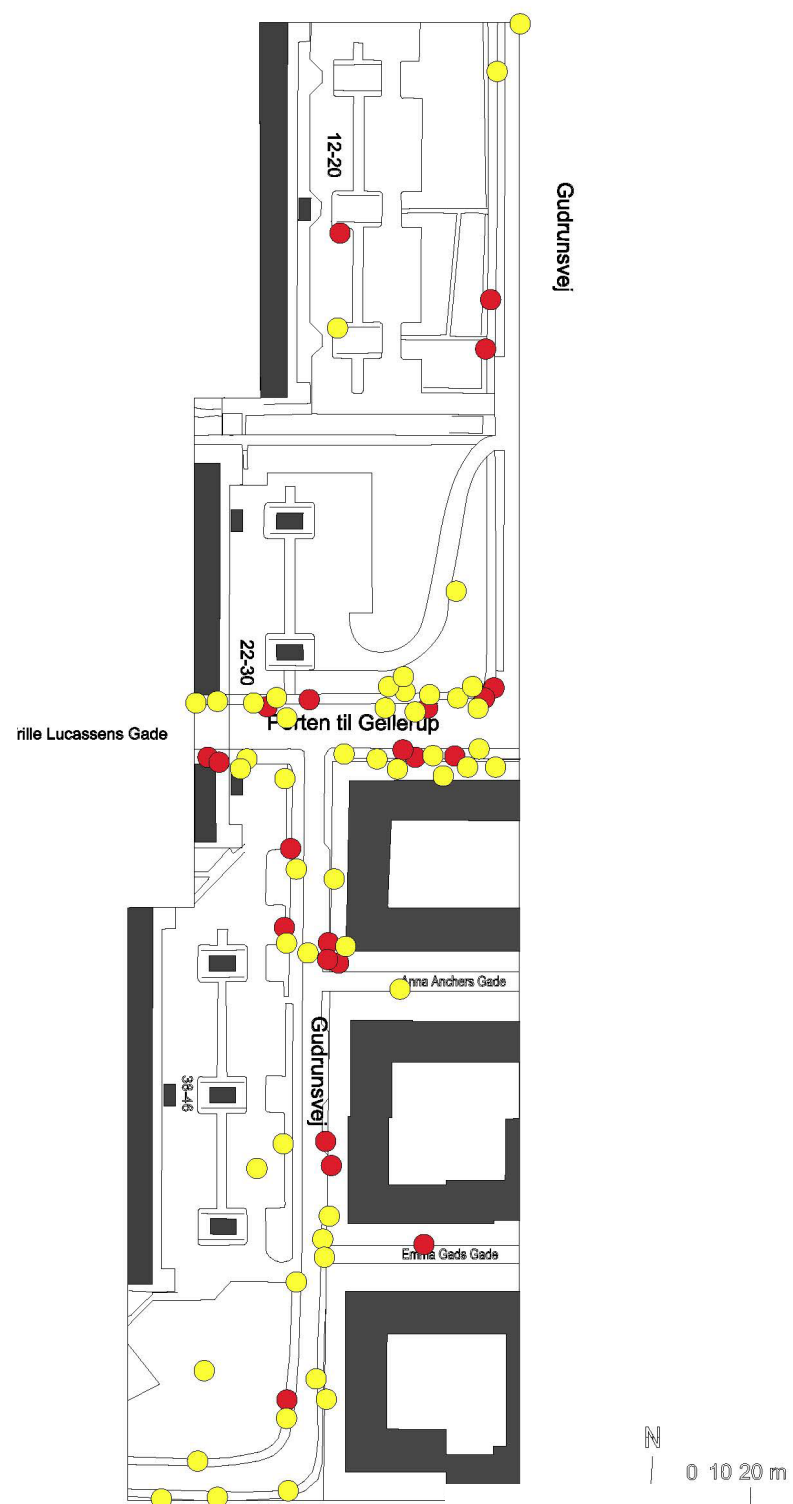 12-20
Gudrunsvej
22-30
Porten til Gellerup
rille Lucassens Gade
Anna Anchers Gade
Gudrunsvej
38-46
Emma Gads Gade
N
0 10 20 m